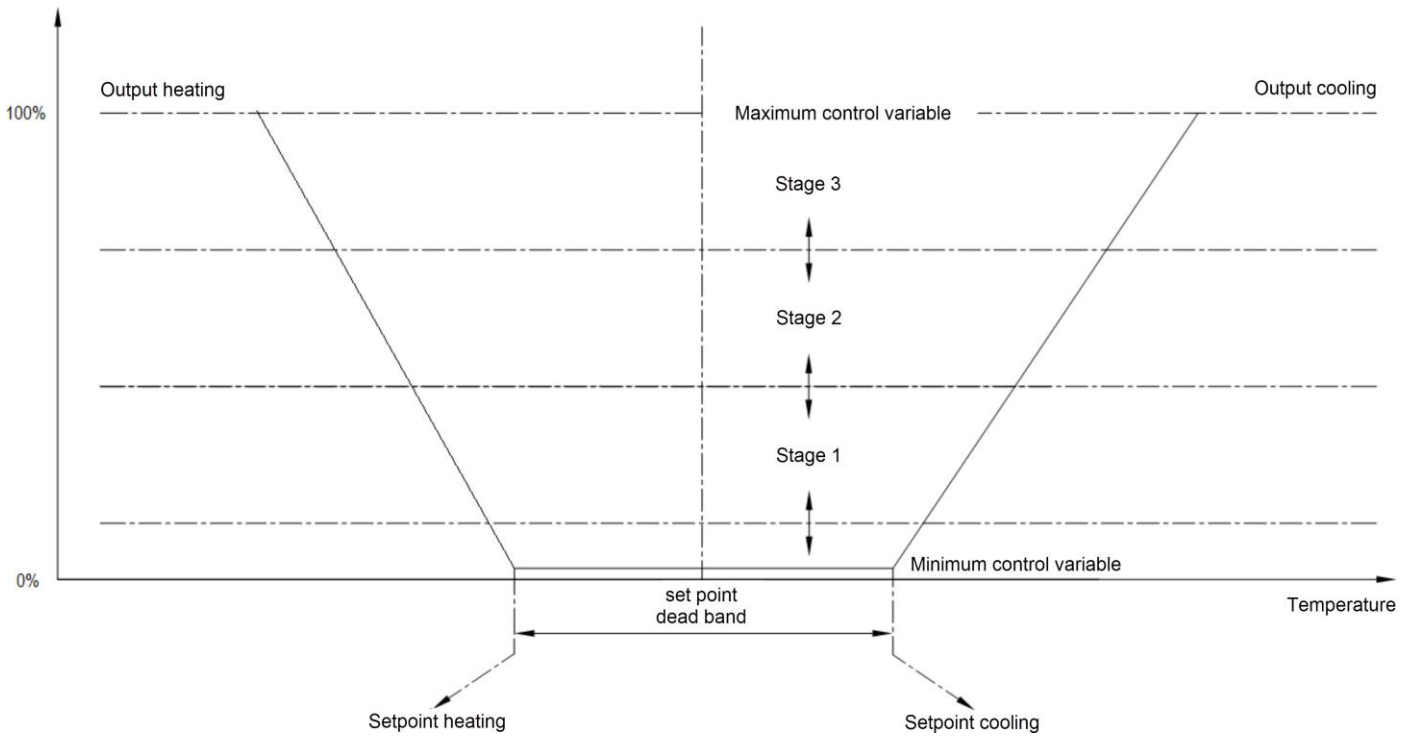 Output heating
Output cooling
100%
Maximum control variable
Stage 3
Stage 2
Stage 1
Minimum control variable
0%
set point
dead band
Temperature
Setpoint heating
Setpoint cooling